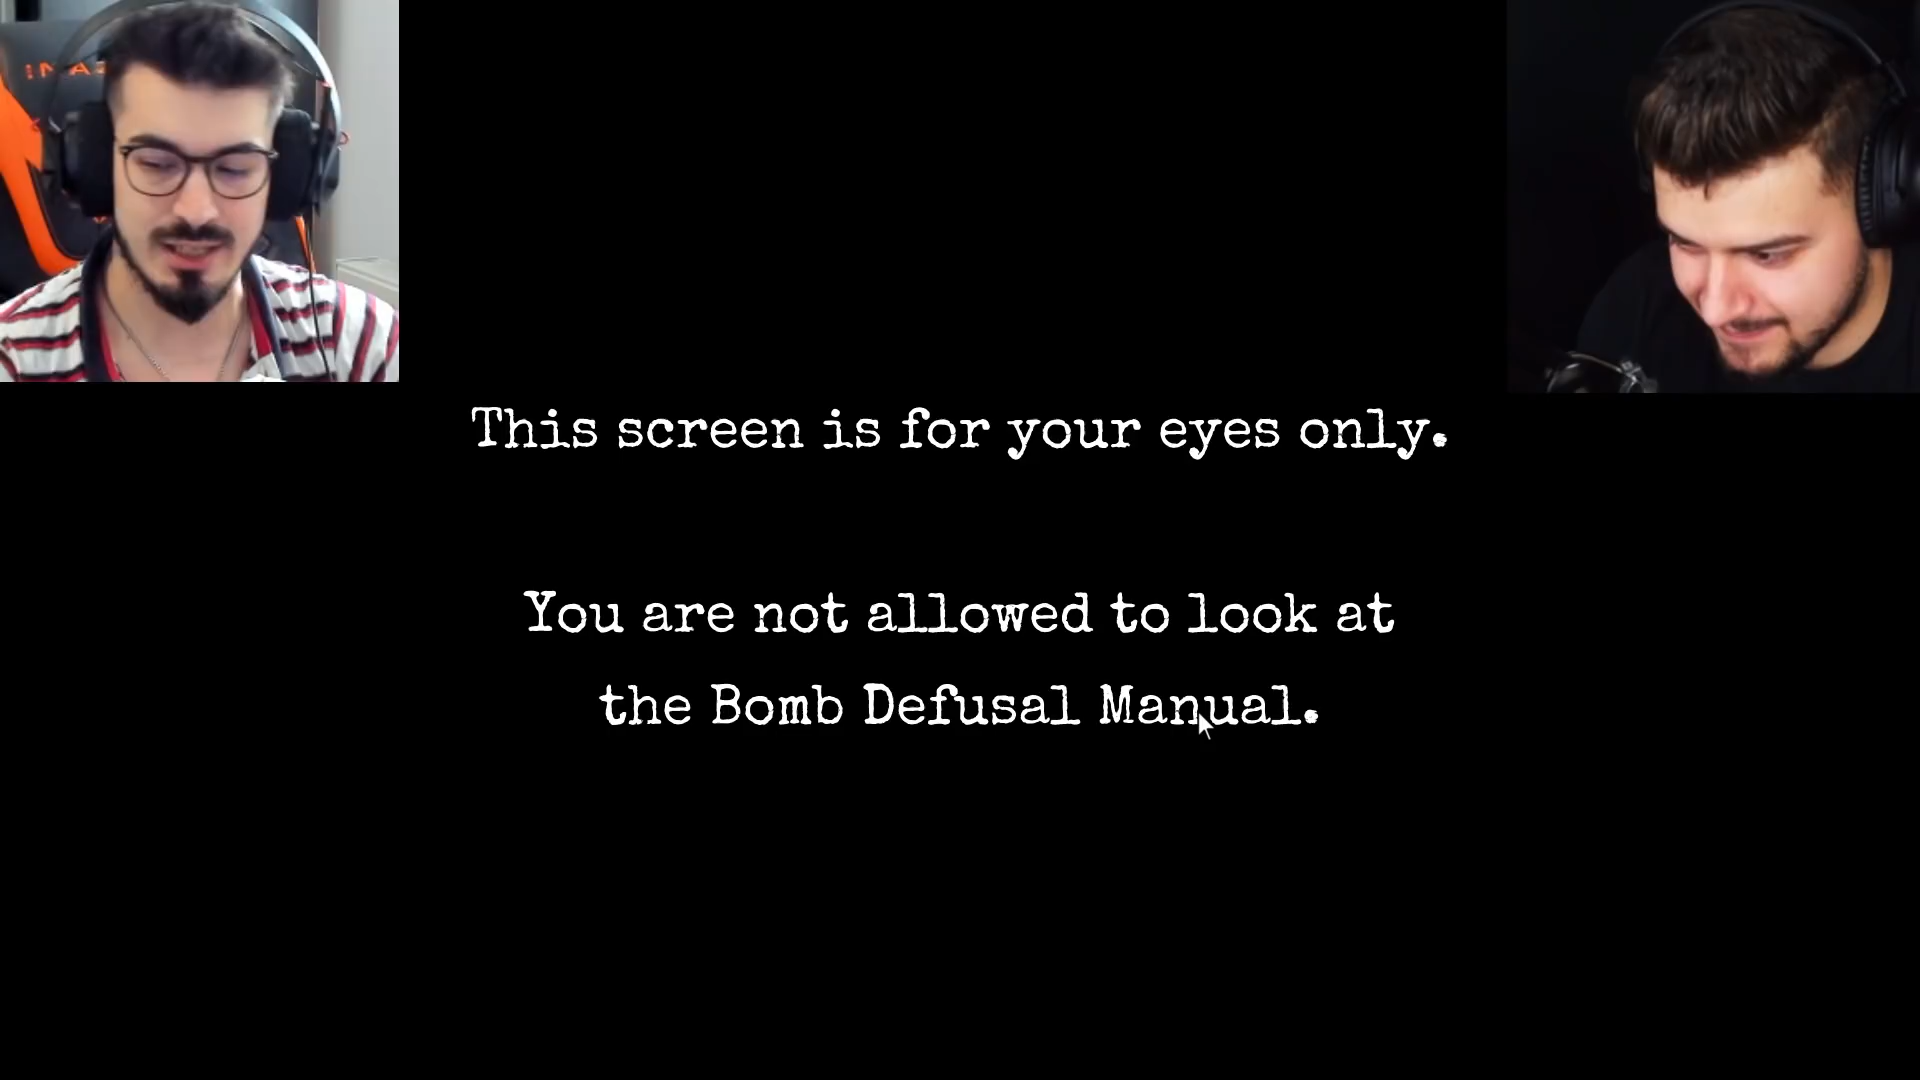 This screen is for your eyes only.
You are not allowed to look at
the Bomb Defusal Manual.